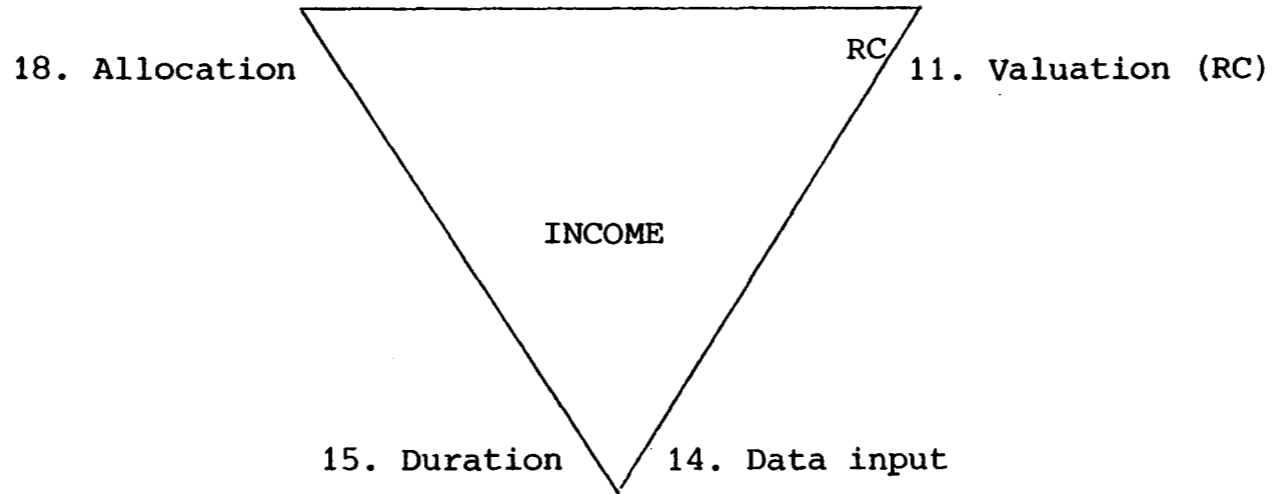 RC
18. Allocation
11. Valuation (RC)
INCOME
15. Duration
14. Data input